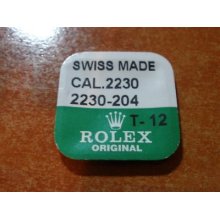 SWISS MADE
CAL.2230
2230-204
T-12
ROLEX
ORIGINAL